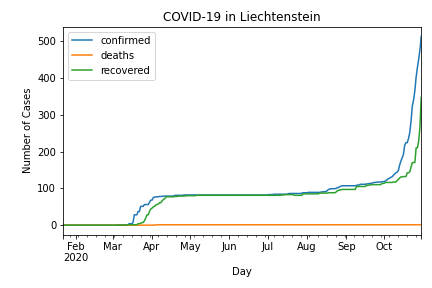 COVID-19 in Liechtenstein
500
400
300
200
100
0
Number of Cases
confirmed
deaths
recovered
Feb Mar Apr May Jun Jul Aug Sep Oct
2020
Day